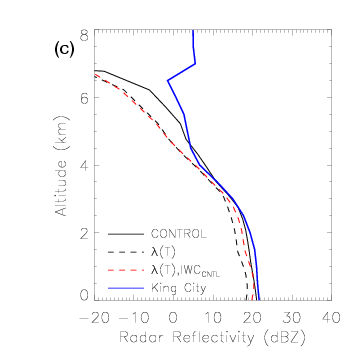 (c)
8
6
4
2
0
Altitude (km)
CONTROL
λ(T)
λ(T),IWC_CNTL
King City
-20 -10 0 10 20 30 40
Radar Reflectivity (dBZ)